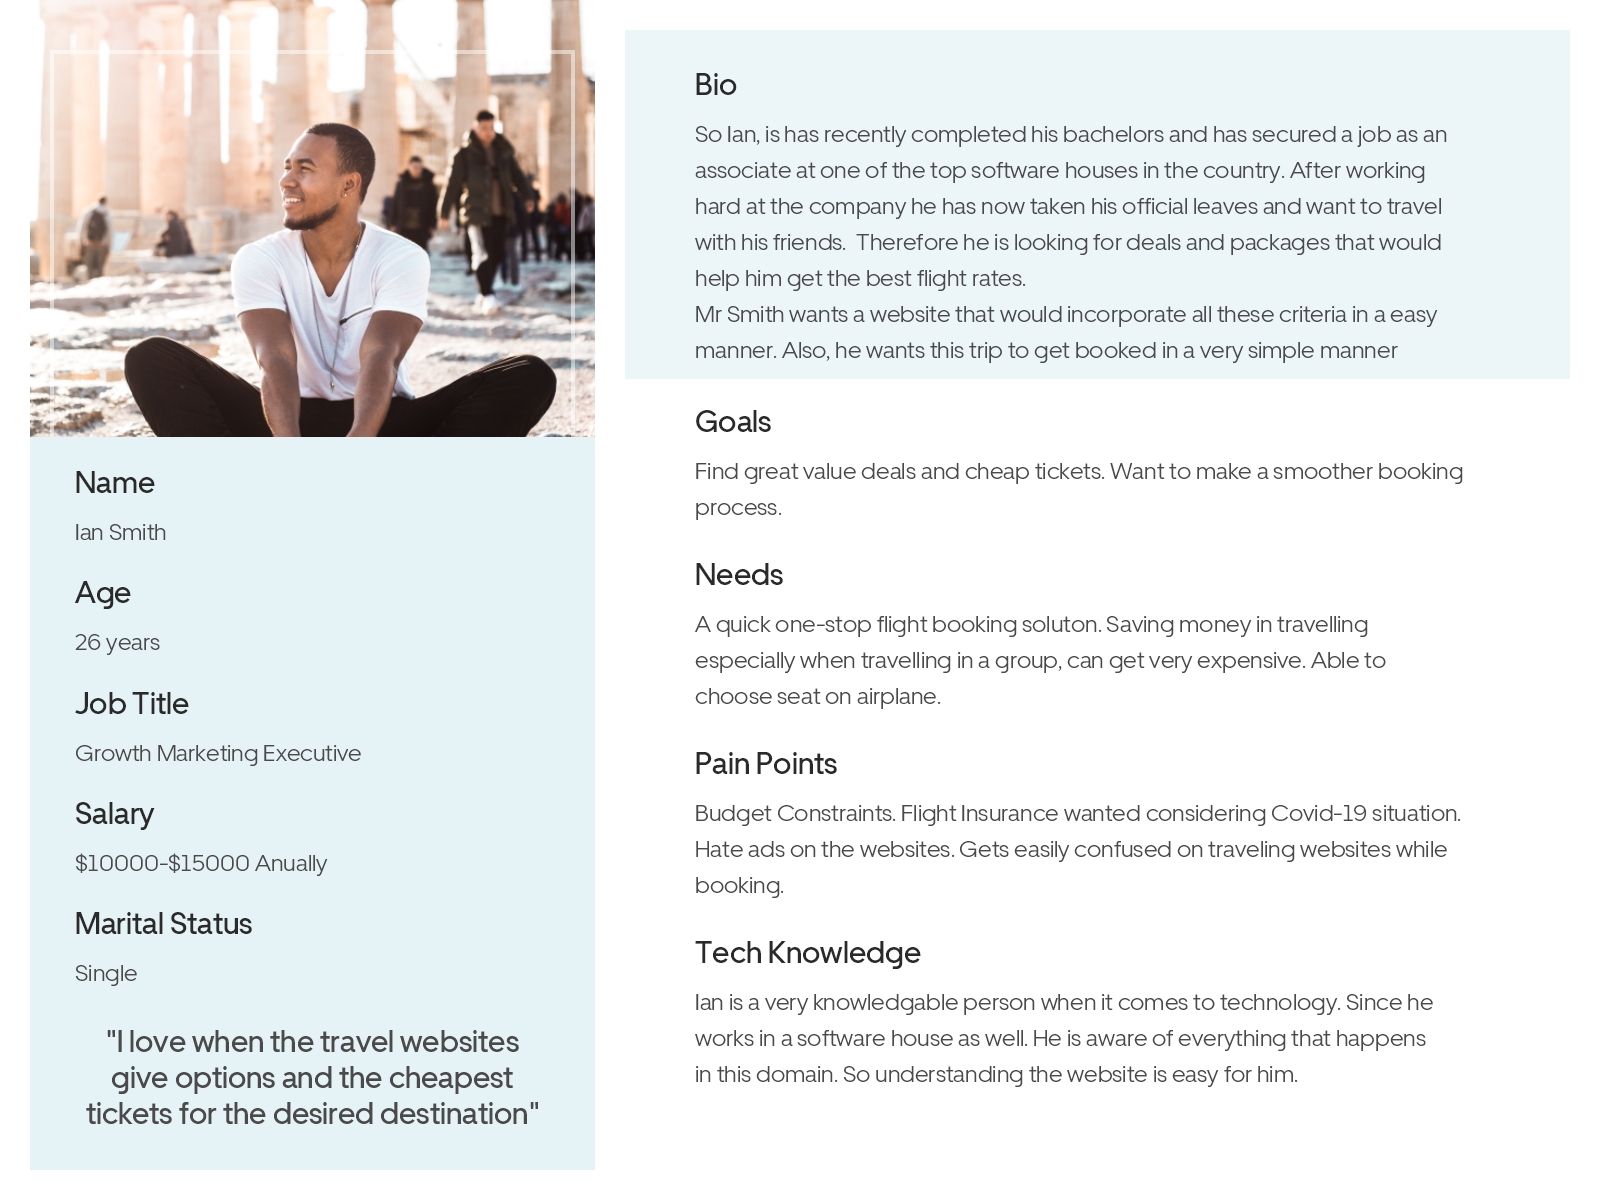 Name
Ian Smith
Age
26 years
Job Title
Growth Marketing Executive
Salary
$10000-$15000 Anually
Marital Status
Single
"I love when the travel websites
give options and the cheapest
tickets for the desired destination"
Bio
So Ian, is has recently completed his bachelors and has secured a job as an
associate at one of the top software houses in the country. After working
hard at the company he has now taken his official leaves and want to travel
with his friends.  Therefore he is looking for deals and packages that would
help him get the best flight rates.
Mr Smith wants a website that would incorporate all these criteria in a easy
manner. Also, he wants this trip to get booked in a very simple manner
Goals
Find great value deals and cheap tickets. Want to make a smoother booking
process.
Needs
A quick one-stop flight booking soluton. Saving money in travelling
especially when travelling in a group, can get very expensive. Able to
choose seat on airplane.
Pain Points
Budget Constraints. Flight Insurance wanted considering Covid-19 situation.
Hate ads on the websites. Gets easily confused on traveling websites while
booking.
Tech Knowledge
Ian is a very knowledgable person when it comes to technology. Since he
works in a software house as well. He is aware of everything that happens
in this domain. So understanding the website is easy for him.